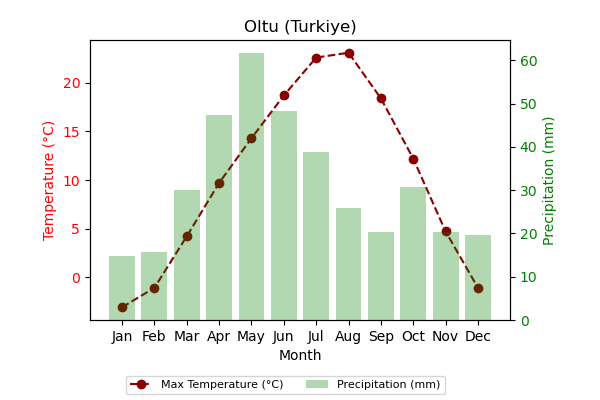 Oltu (Turkiye)
Temperature (°C)
20
15
10
5
0
60
50
40
30
20
10
0
Precipitation (mm)
Jan Feb Mar Apr May Jun Jul Aug Sep Oct Nov Dec
Month
Max Temperature (°C) Precipitation (mm)